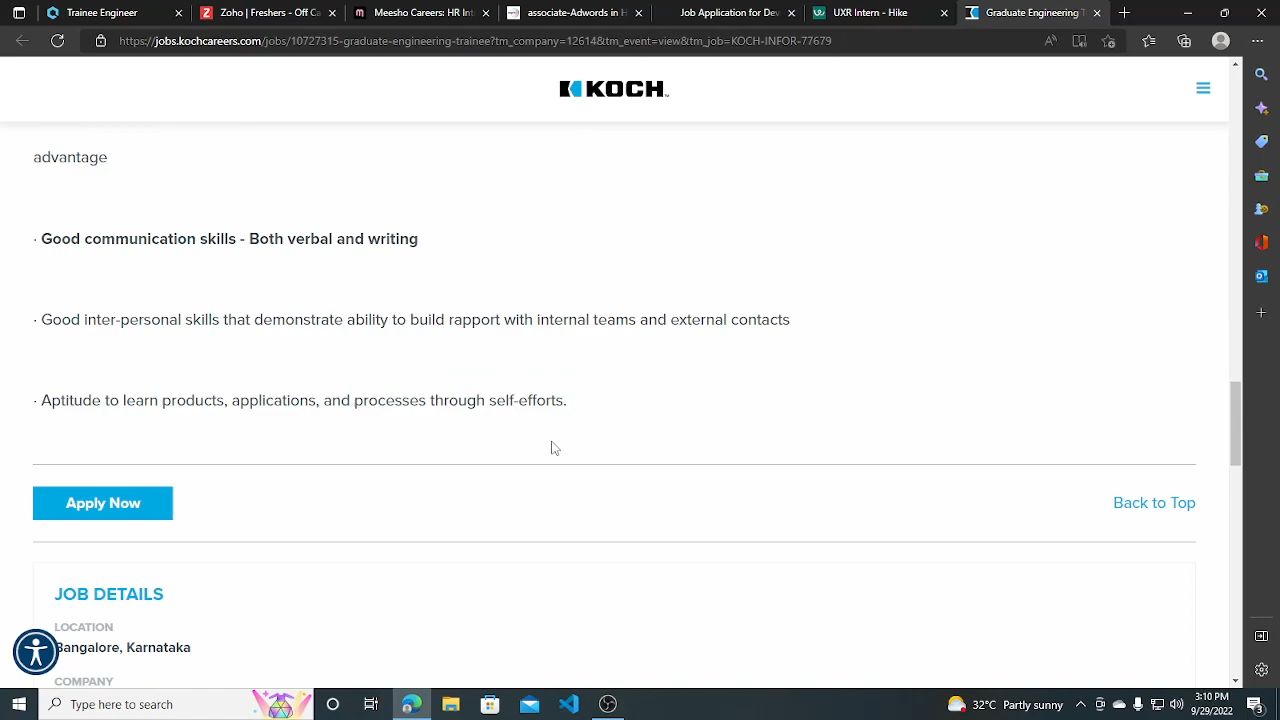 Trainee Engineer
Zoho | Freshers - Off Ca
Meesho Careers: HR Int
associate-Adwords in H
Job Application for Dev
UXR Intern - Hike
Graduate Engineering T
https://jobs.kochcareers.com/jobs/10727315-graduate-engineering-trainee?tm_company=12614&tm_event=view&tm_job=KOCH-INFOR-77679
KOCH
advantage
· Good communication skills - Both verbal and writing
· Good inter-personal skills that demonstrate ability to build rapport with internal teams and external contacts
· Aptitude to learn products, applications, and processes through self-efforts.
Apply Now
Back to Top
JOB DETAILS
LOCATION
Bangalore, Karnataka
COMPANY
Type here to search
32°C Partly sunny
3:10 PM
9/29/2022